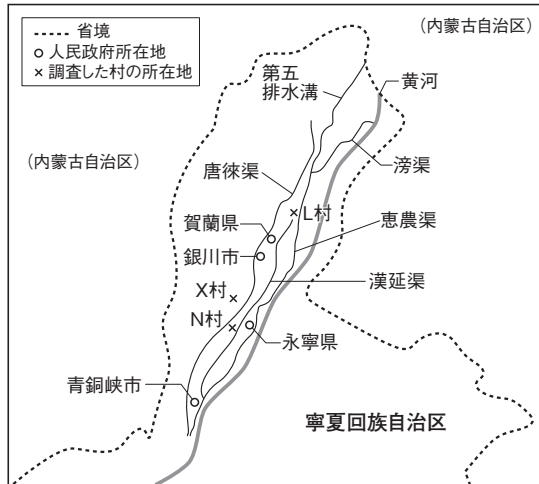 省境
人民政府所在地
調査した村の所在地
(内蒙古自治区)
第五
排水溝
黄河
(内蒙古自治区)
唐徠渠
滂渠
L村
賀蘭県
恵農渠
銀川市
漢延渠
X村
N村
永寧県
青銅峡市
寧夏回族自治区